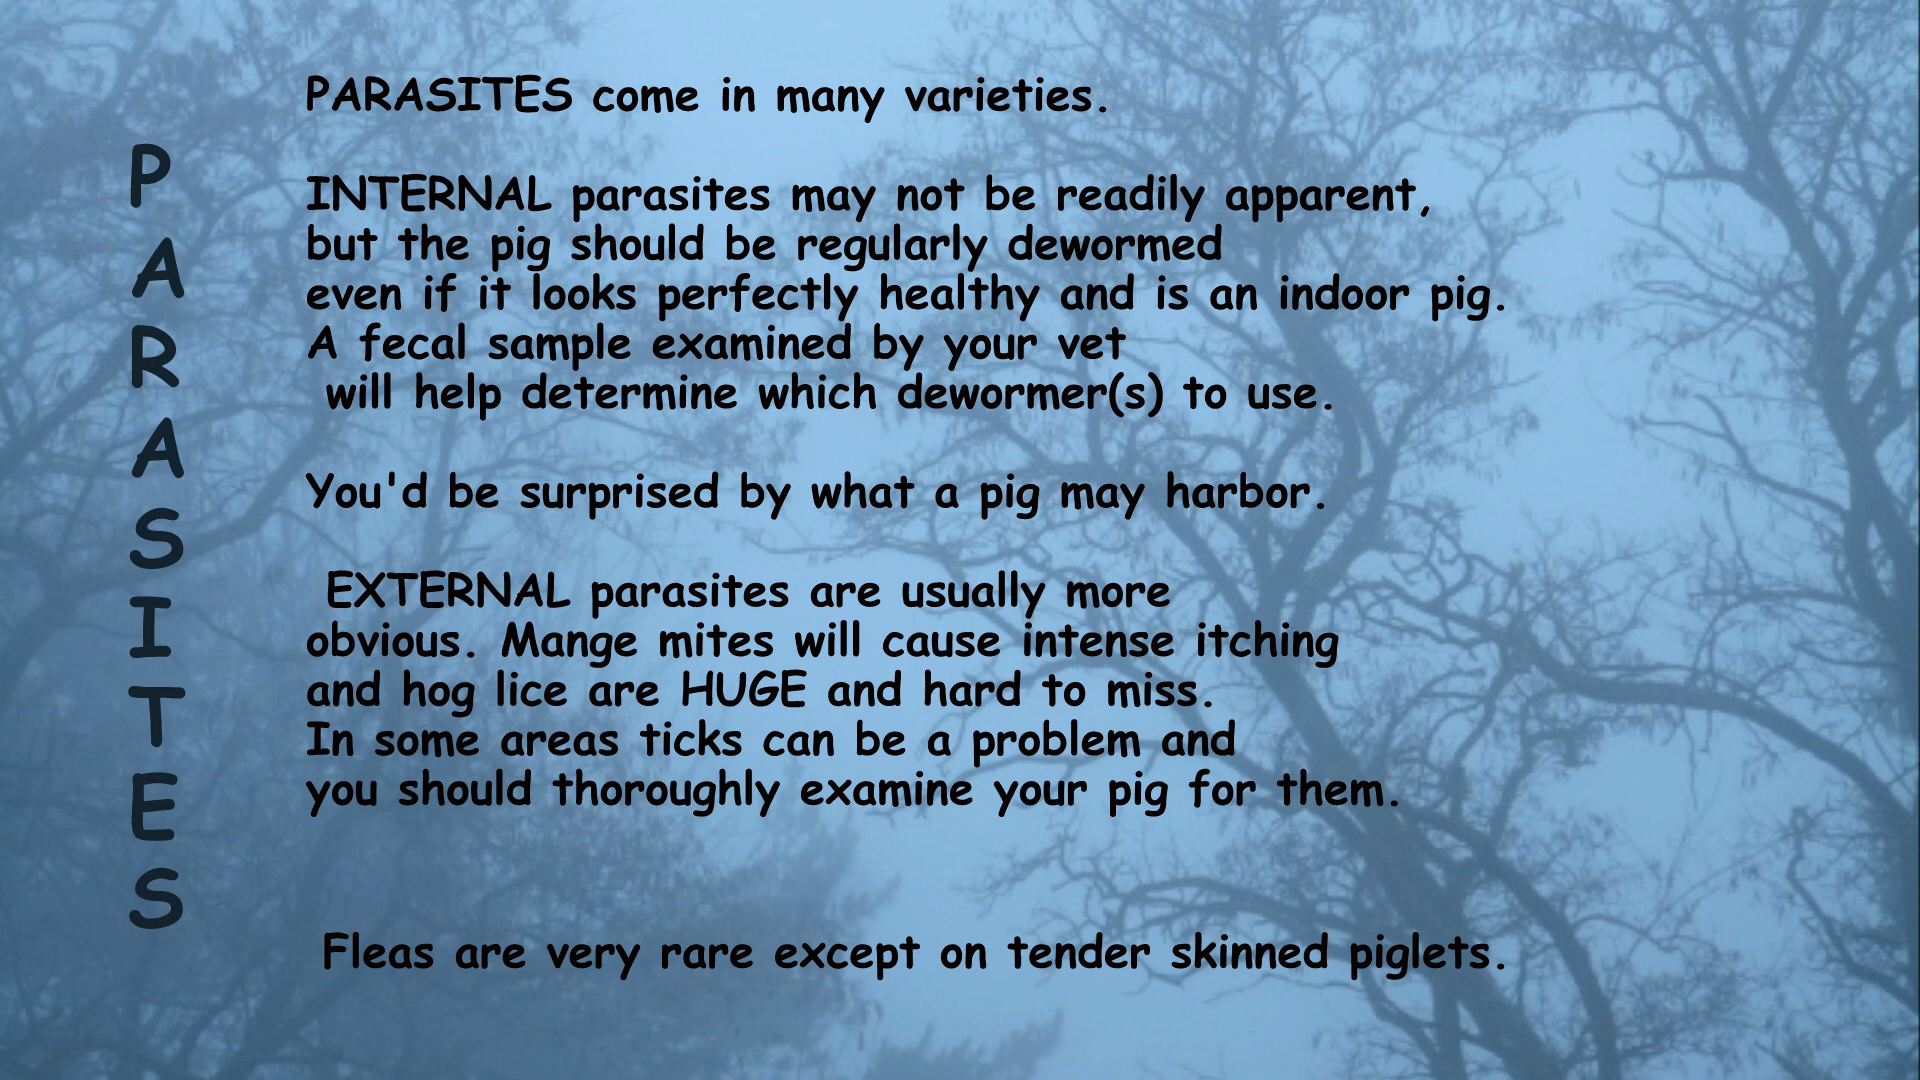 PARASITES
PARASITES come in many varieties.
INTERNAL parasites may not be readily apparent,
but the pig should be regularly dewormed
even if it looks perfectly healthy and is an indoor pig.
A fecal sample examined by your vet
will help determine which dewormer(s) to use.
You'd be surprised by what a pig may harbor.
EXTERNAL parasites are usually more
obvious. Mange mites will cause intense itching
and hog lice are HUGE and hard to miss.
In some areas ticks can be a problem and
you should thoroughly examine your pig for them.
Fleas are very rare except on tender skinned piglets.